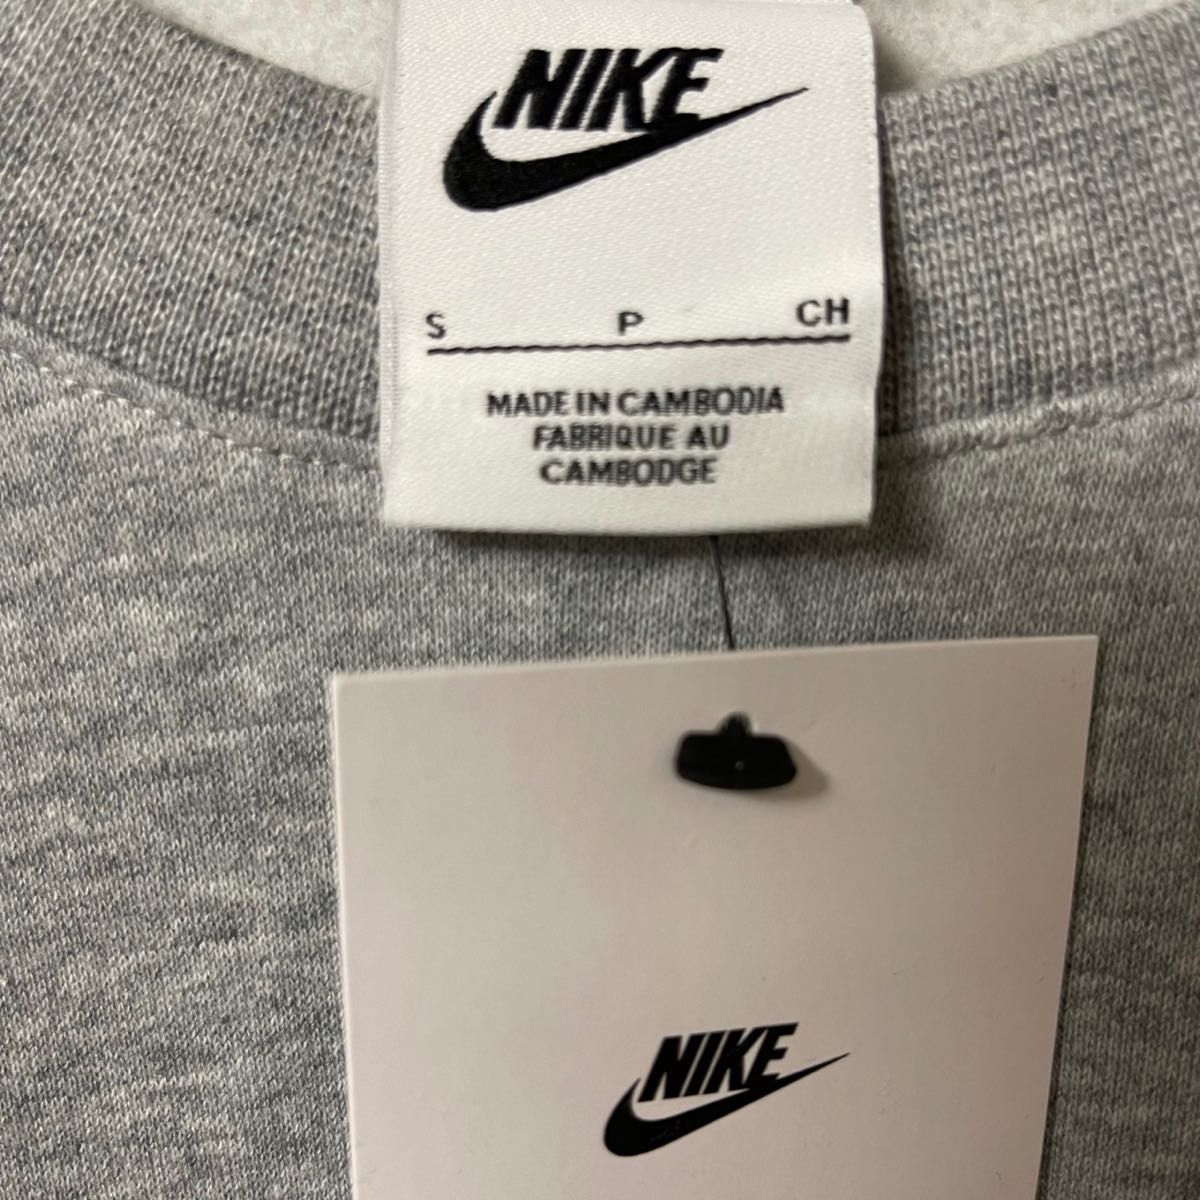 NIKE
S P CH
MADE IN CAMBODIA
FABRIQUE AU
CAMBODGE
NIKE